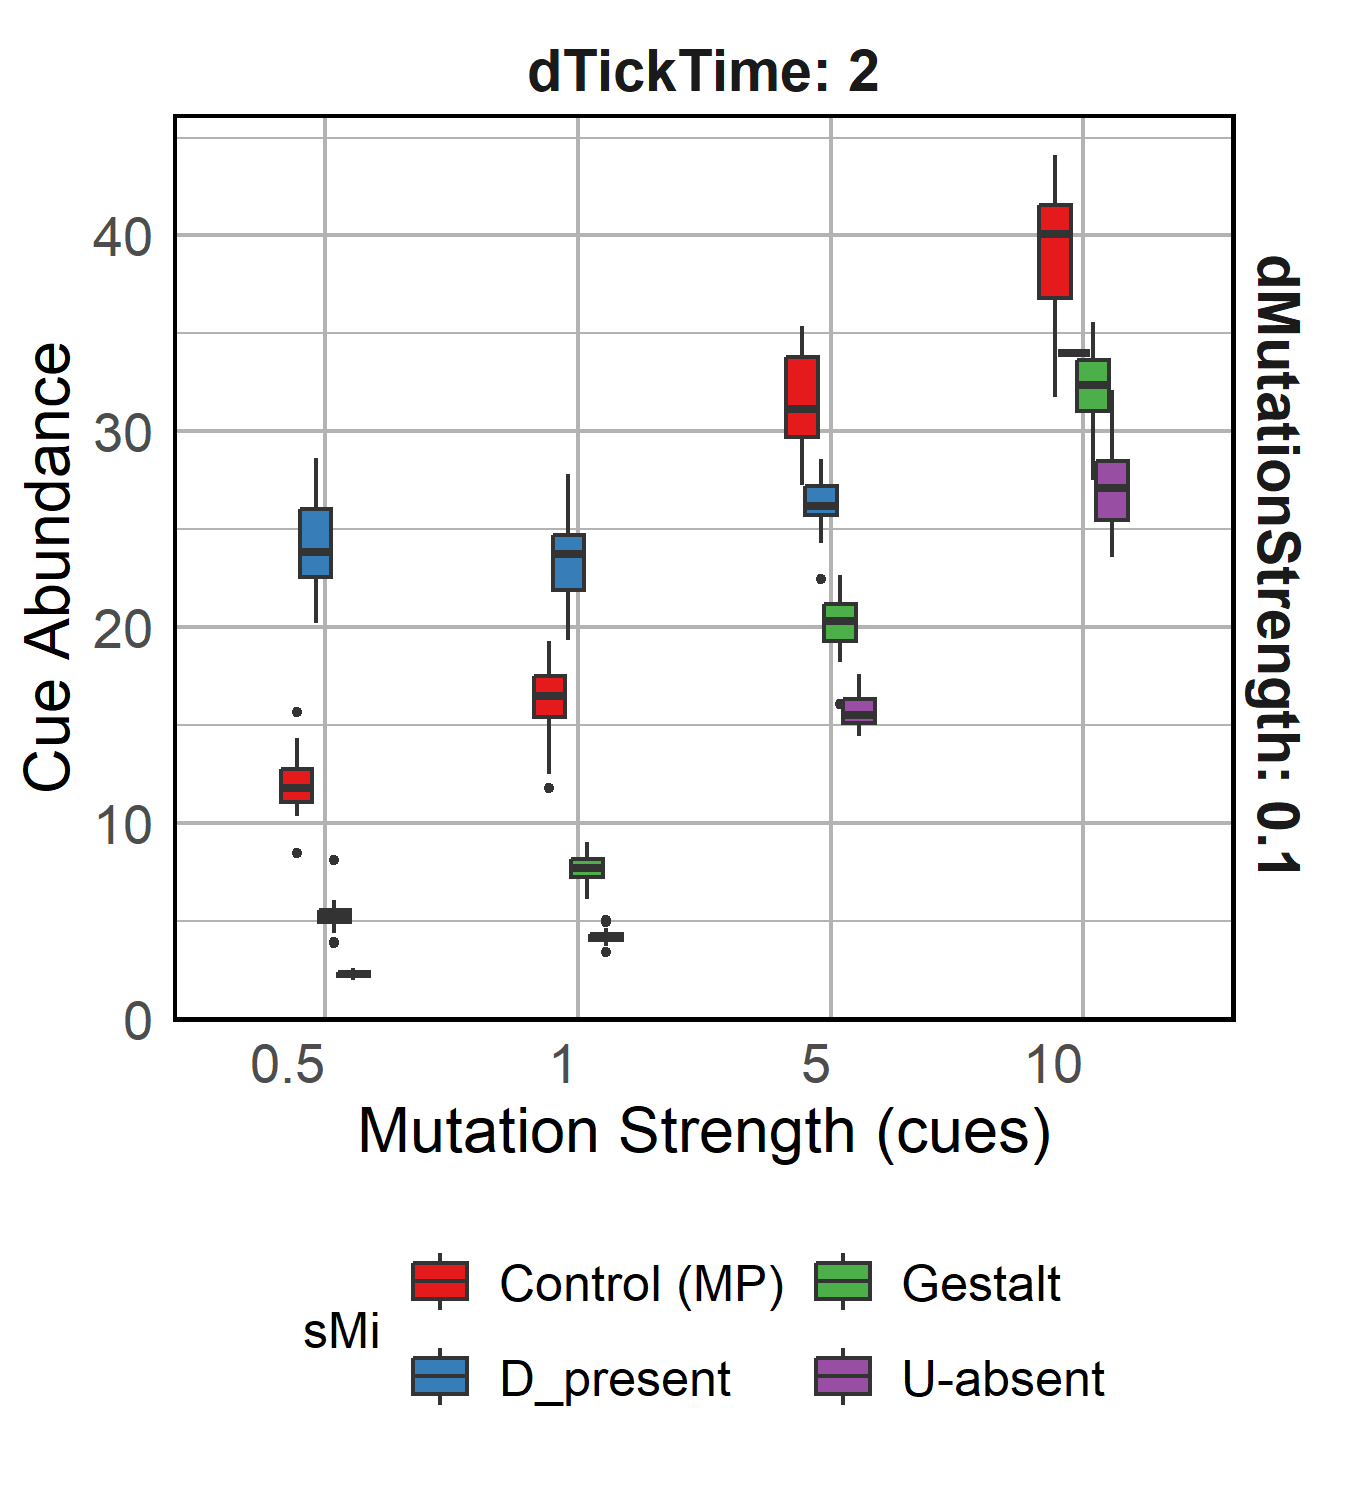 dTickTime: 2
Cue Abundance
40
30
20
10
0
dMutationStrength: 0.1
0.5 1 5 10
Mutation Strength (cues)
sMi
Control (MP) Gestalt
D_present U-absent